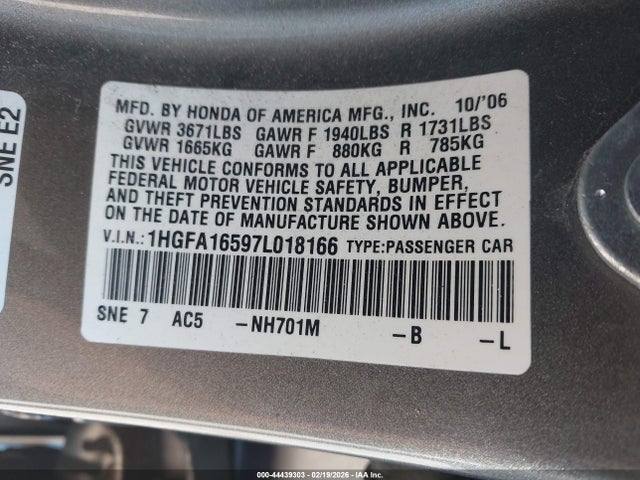 SNE E2
MFD. BY HONDA OF AMERICA MFG., INC. 10/'06
GVWR 3671LBS GAWR F 1940LBS R 1731LBS
GVWR 1665KG GAWR F 880KG R 785KG
THIS VEHICLE CONFORMS TO ALL APPLICABLE
FEDERAL MOTOR VEHICLE SAFETY, BUMPER,
AND THEFT PREVENTION STANDARDS IN EFFECT
ON THE DATE OF MANUFACTURE SHOWN ABOVE.
V.I.N.: 1HGFA16597L018166 TYPE:PASSENGER CAR
SNE 7 AC5 -NH701M -B -L
000-44439303 - 02/19/2026 - IAA Inc.